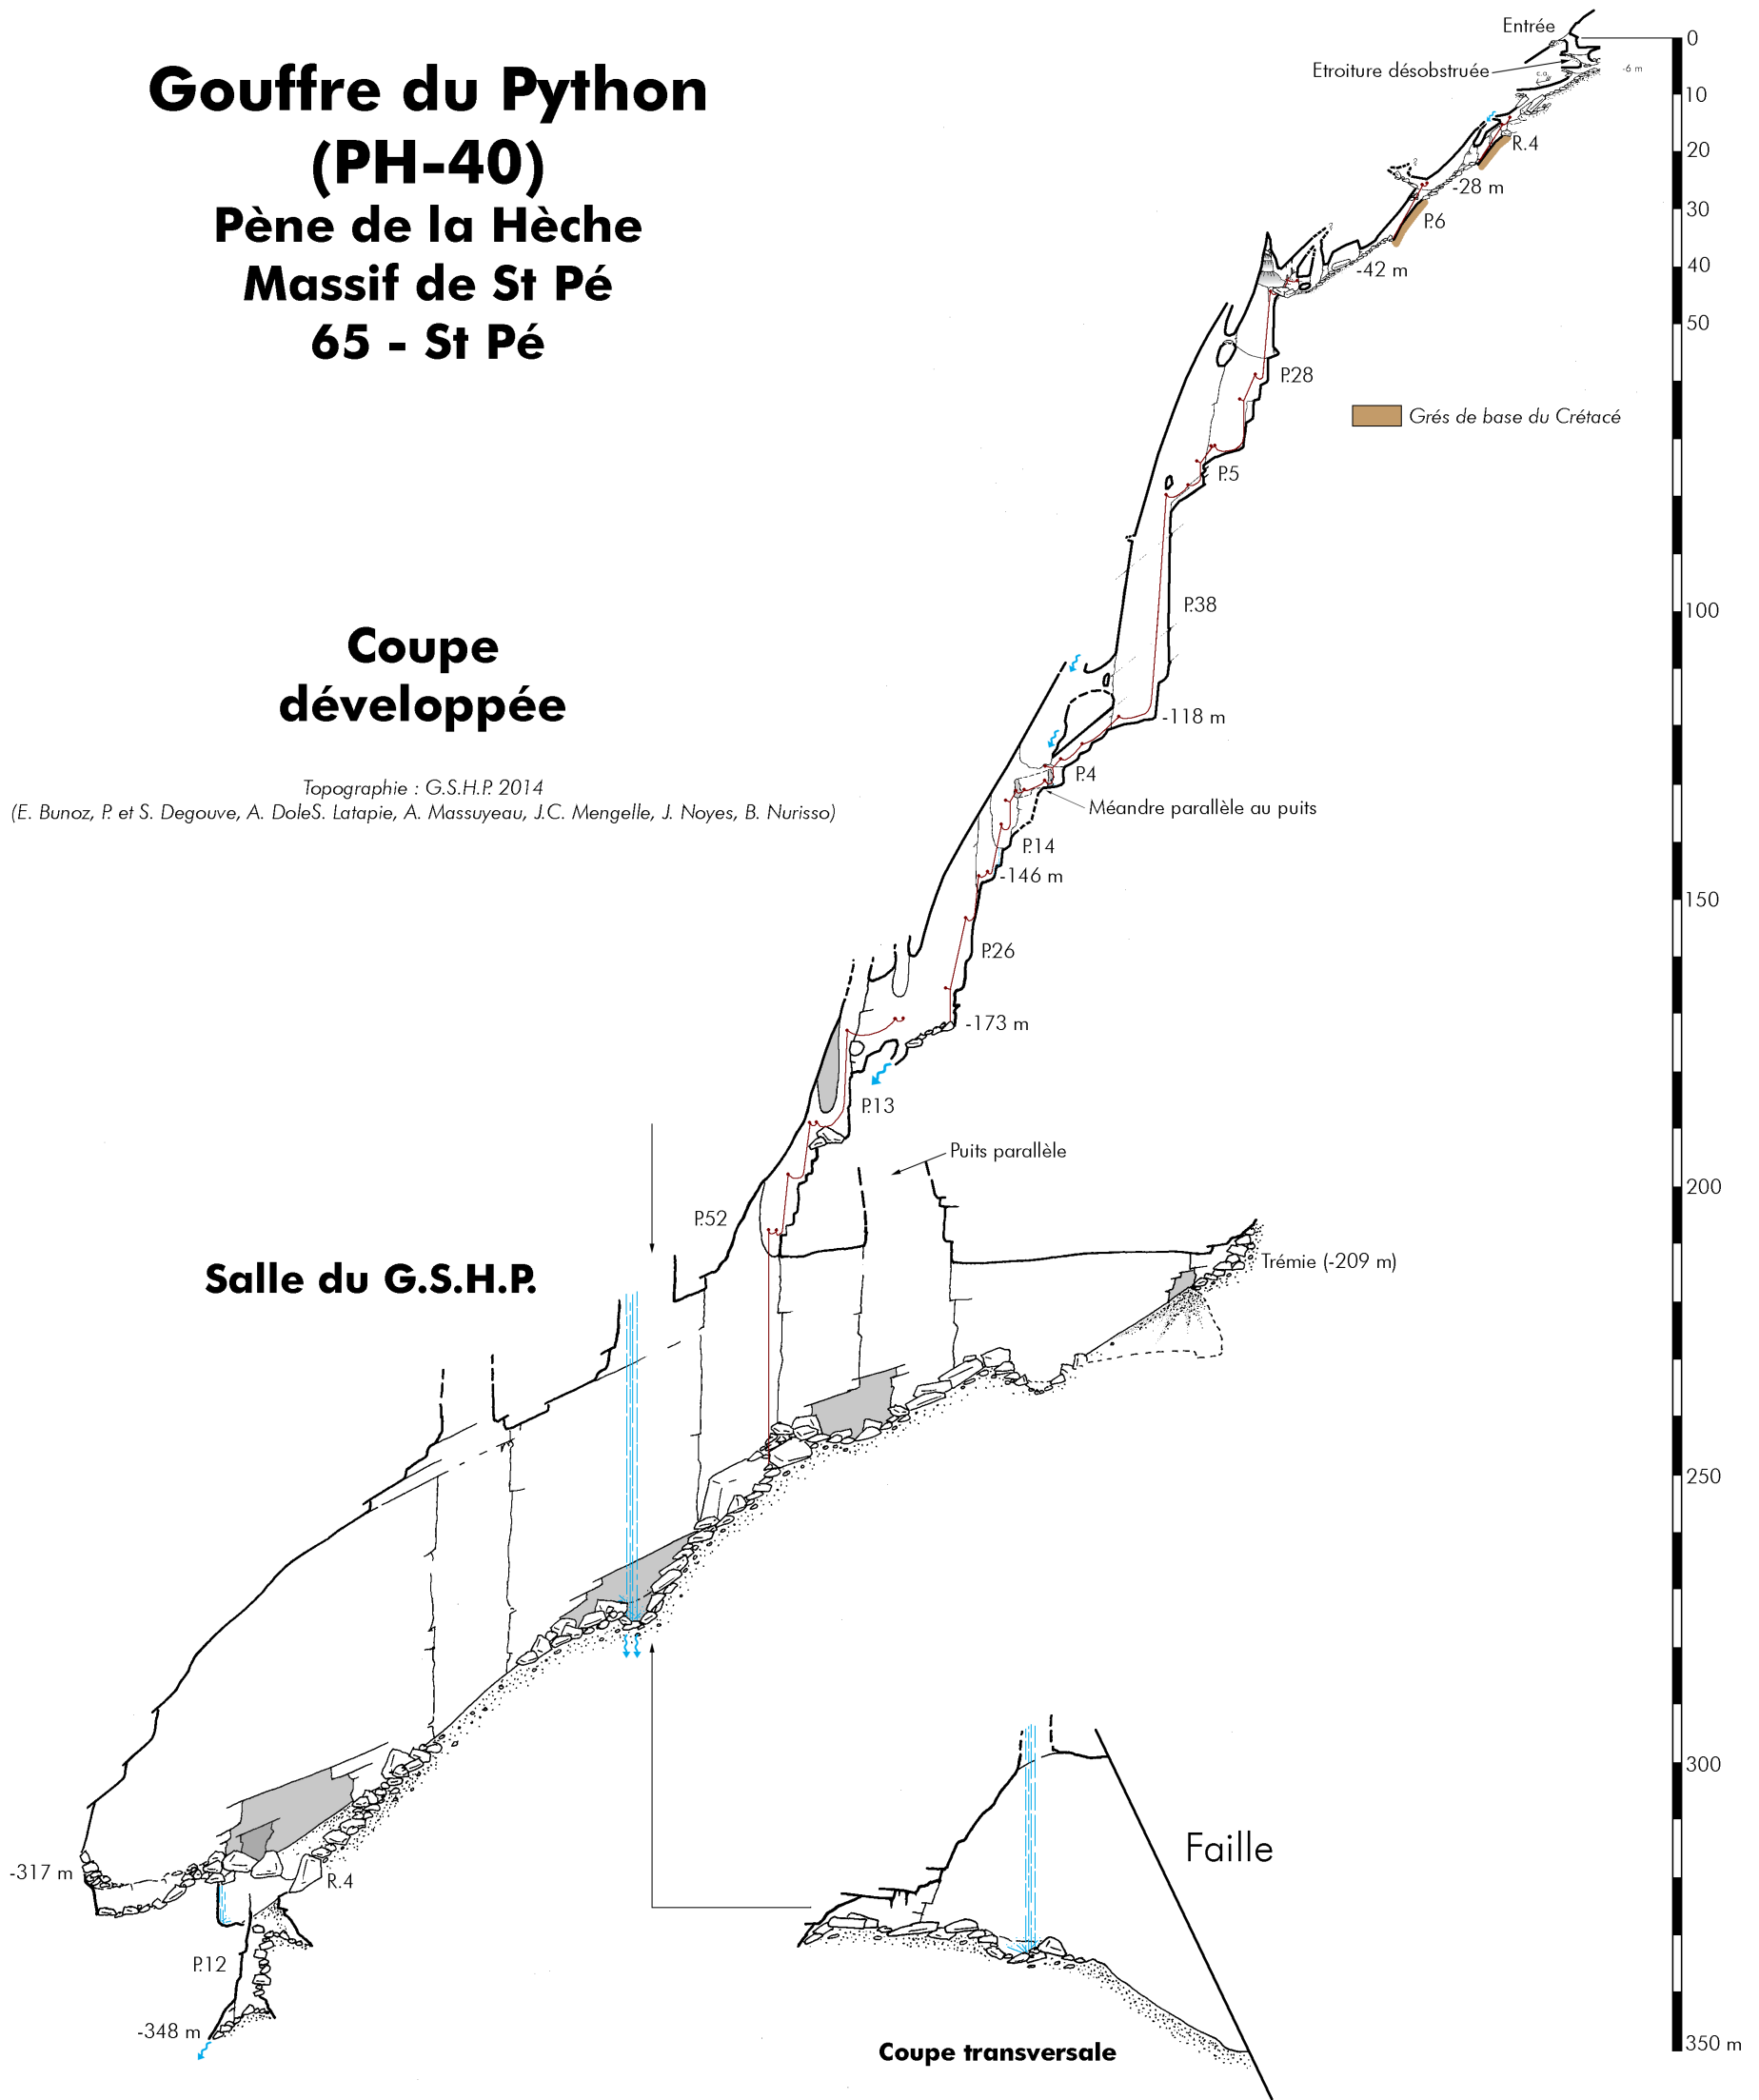 Gouffre du Python
(PH-40)
Pène de la Hèche
Massif de St Pé
65 - St Pé
Coupe
développée
Topographie : G.S.H.P. 2014
(E. Bunoz, P. et S. Degouve, A. DoleS. Latapie, A. Massuyeau, J.C. Mengelle, J. Noyes, B. Nurisso)
Entrée
Etroiture désobstruée
c.a.
-6 m
R.4
-28 m
?
P.6
?
-42 m
P.28
Grés de base du Crétacé
P.5
P.38
-118 m
P.4
Méandre parallèle au puits
P.14
-146 m
P.26
-173 m
P.13
Puits parallèle
P.52
Trémie (-209 m)
Salle du G.S.H.P.
-317 m
R.4
P.12
-348 m
Faille
Coupe transversale
0
10
20
30
40
50
100
150
200
250
300
350 m